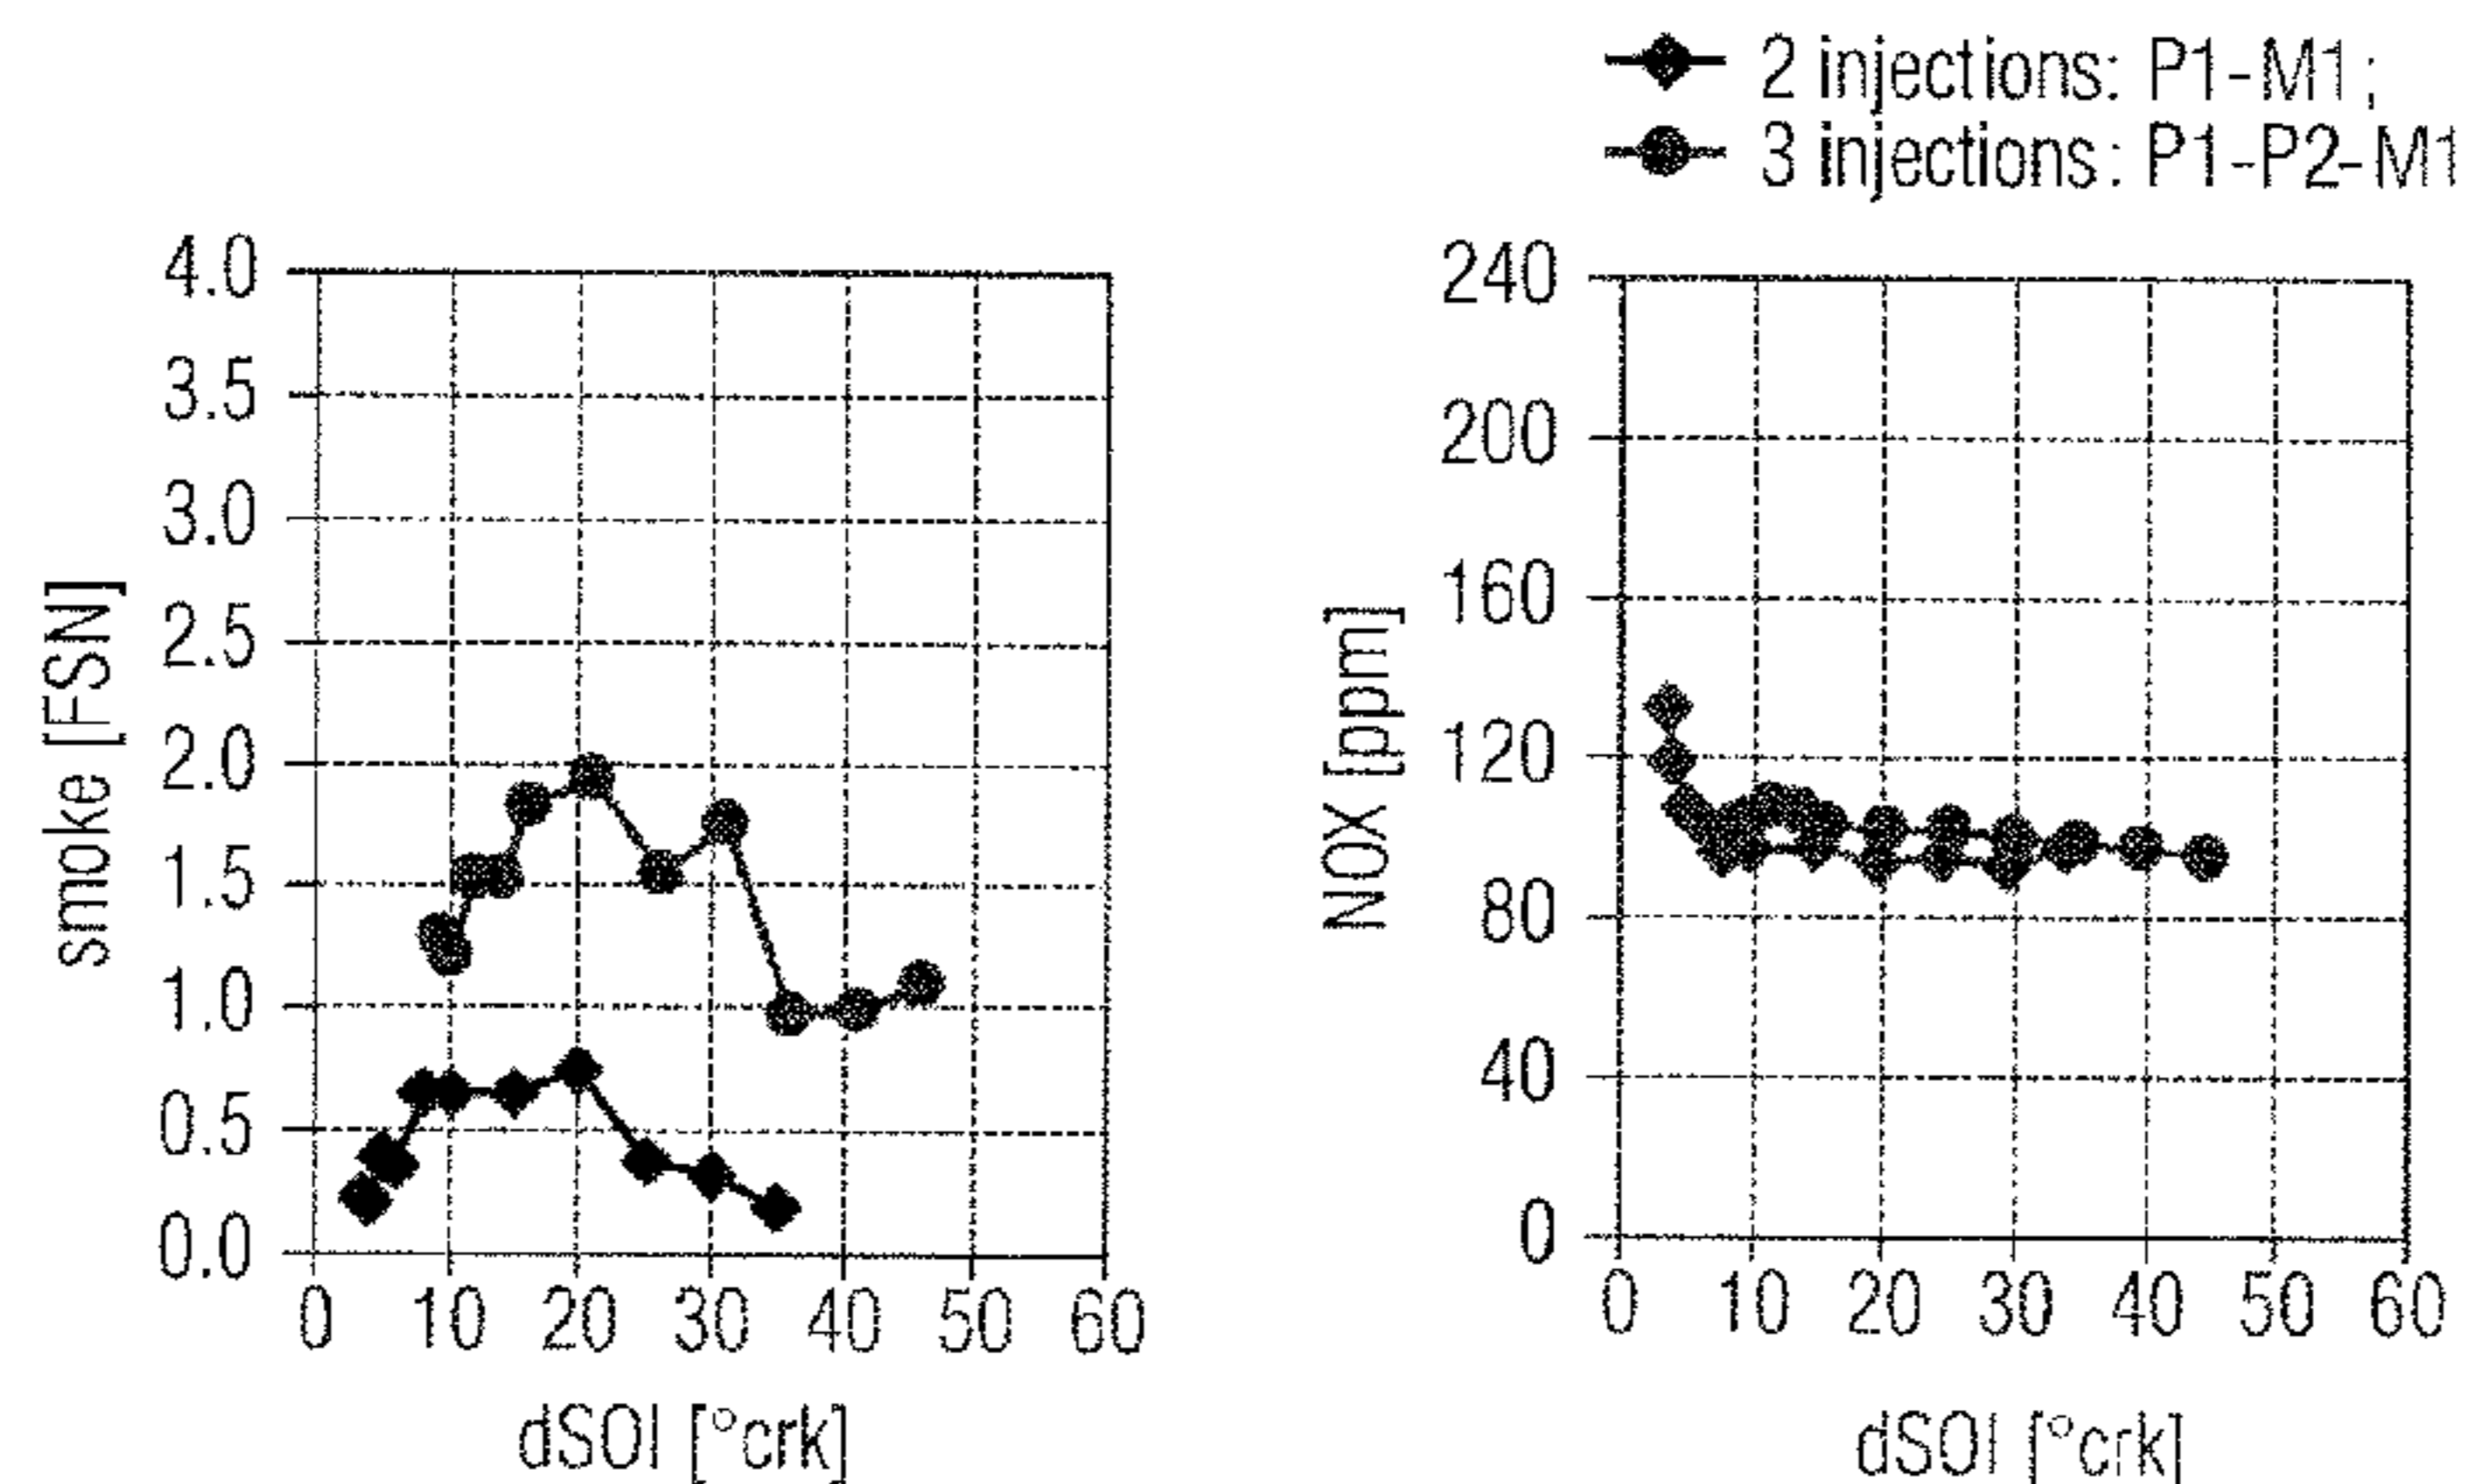 2 injections: P1-M1;
3 injections: P1-P2-M1
4.0
3.5
3.0
2.5
2.0
1.5
1.0
0.5
0.0
smoke [FSN]
0 10 20 30 40 50 60
dSOI [°crk]
240
200
160
120
80
40
0
NOX [ppm]
0 10 20 30 40 50 60
dSOI [°crk]